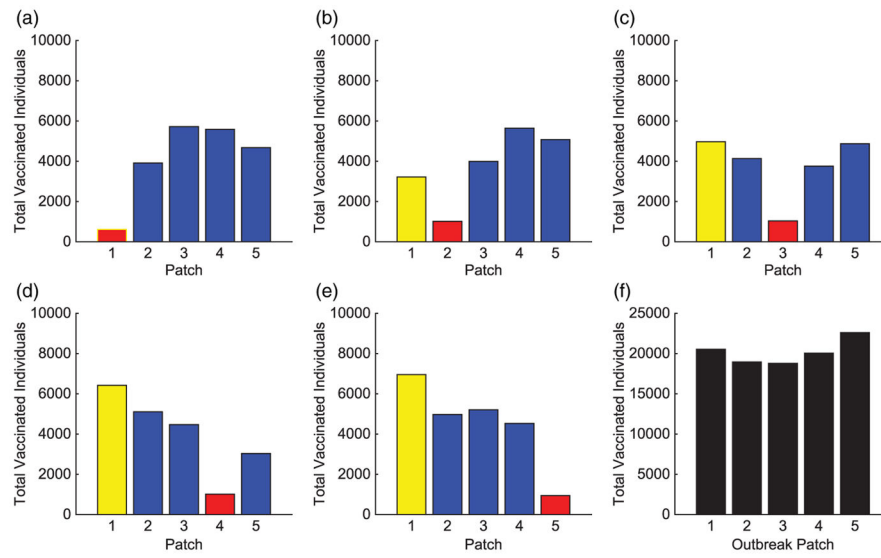 (a)
10000
8000
6000
4000
2000
0
Total Vaccinated Individuals
1 2 3 4 5
Patch
(b)
10000
8000
6000
4000
2000
0
Total Vaccinated Individuals
1 2 3 4 5
Patch
(c)
10000
8000
6000
4000
2000
0
Total Vaccinated Individuals
1 2 3 4 5
Patch
(d)
10000
8000
6000
4000
2000
0
Total Vaccinated Individuals
1 2 3 4 5
Patch
(e)
10000
8000
6000
4000
2000
0
Total Vaccinated Individuals
1 2 3 4 5
Patch
(f)
25000
20000
15000
10000
5000
0
Total Vaccinated Individuals
1 2 3 4 5
Outbreak Patch